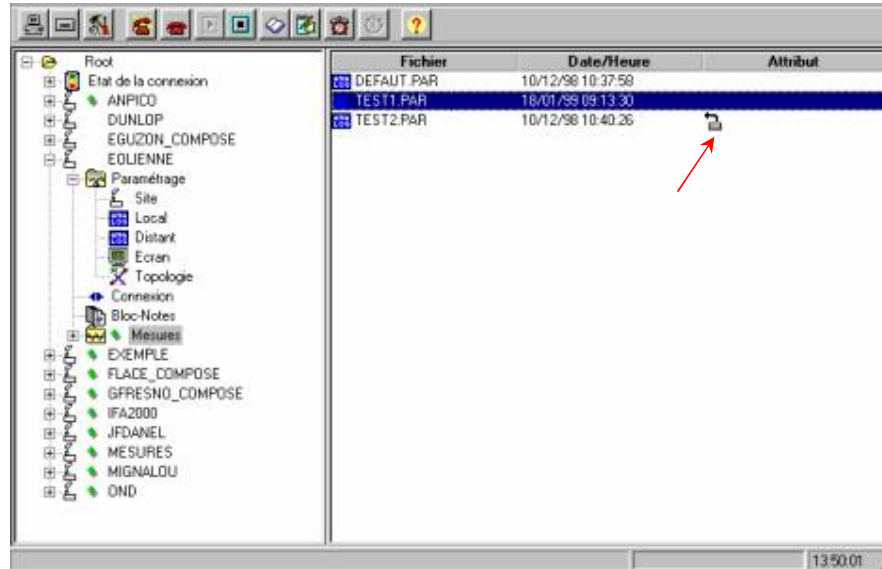 Root
Etat de la connexion
ANPICO
DUNLOP
EGUZON_COMPOSE
EOLIENNE
Paramétrage
Site
Local
Distant
Ecran
Topologie
Connexion
Bloc-Notes
Mesures
EXEMPLE
FLACE_COMPOSE
GFRESNO_COMPOSE
IFA2000
JFDANEL
MESURES
MIGNALOU
OND
Fichier Date/Heure Attribut
DEFAUT.PAR 10/12/98 10:37:58
TEST1.PAR 18/01/99 09:13:30
TEST2.PAR 10/12/98 10:40:26
13:50:01